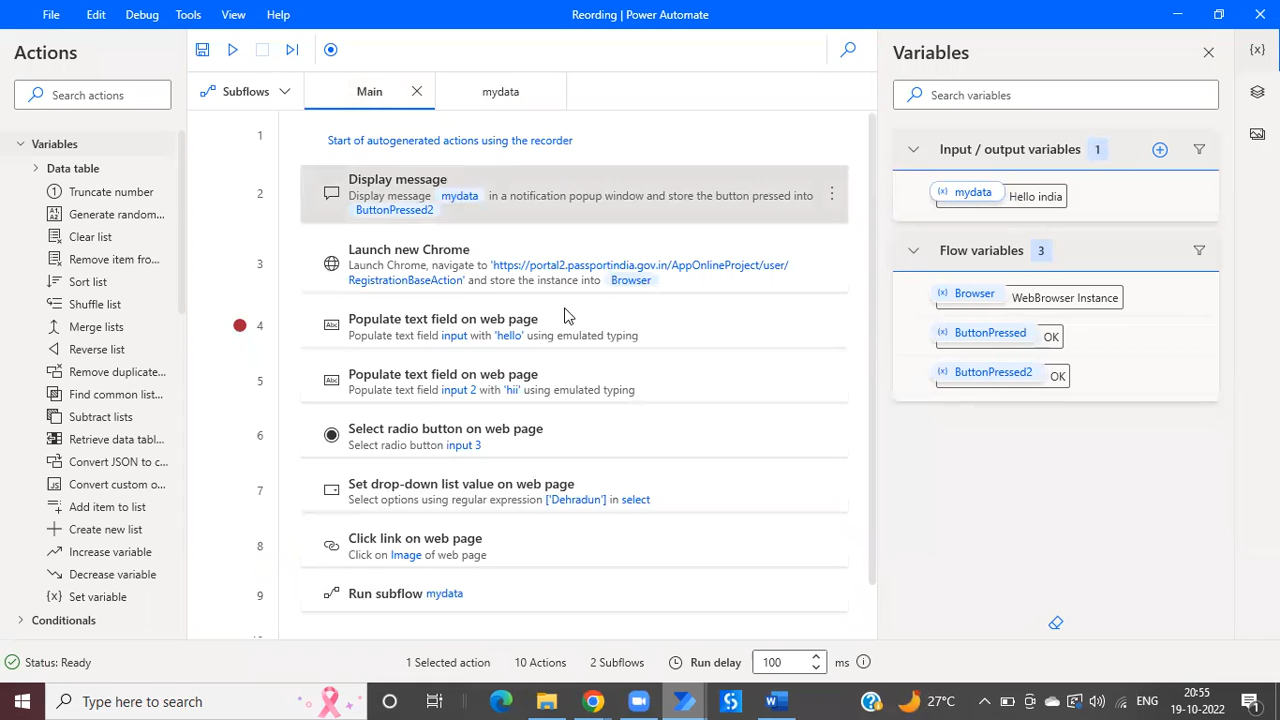 File Edit Debug Tools View Help Reording | Power Automate
Actions
Search actions
Variables
Data table
Truncate number
Generate random...
Clear list
Remove item from...
Sort list
Shuffle list
Merge lists
Reverse list
Remove duplicate...
Find common list...
Subtract lists
Retrieve data tabl...
Convert JSON to c...
Convert custom o...
Add item to list
Create new list
Increase variable
Decrease variable
{x} Set variable
Conditionals
Subflows Main mydata
1 Start of autogenerated actions using the recorder
2 Display message
Display message mydata in a notification popup window and store the button pressed into
ButtonPressed2
3 Launch new Chrome
Launch Chrome, navigate to 'https://portal2.passportindia.gov.in/AppOnlineProject/user/
RegistrationBaseAction' and store the instance into Browser
4 Abc Populate text field on web page
Populate text field input with 'hello' using emulated typing
5 Abc Populate text field on web page
Populate text field input 2 with 'hii' using emulated typing
6 Select radio button on web page
Select radio button input 3
7 Set drop-down list value on web page
Select options using regular expression ['Dehradun'] in select
8 Click link on web page
Click on Image of web page
9 Run subflow mydata
Variables
{x}
Search variables
Input / output variables 1
(x) mydata Hello india
Flow variables 3
(x) Browser WebBrowser Instance
(x) ButtonPressed OK
(x) ButtonPressed2 OK
Status: Ready 1 Selected action 10 Actions 2 Subflows Run delay 100 ms
Type here to search
27°C ENG 20:55
19-10-2022
1